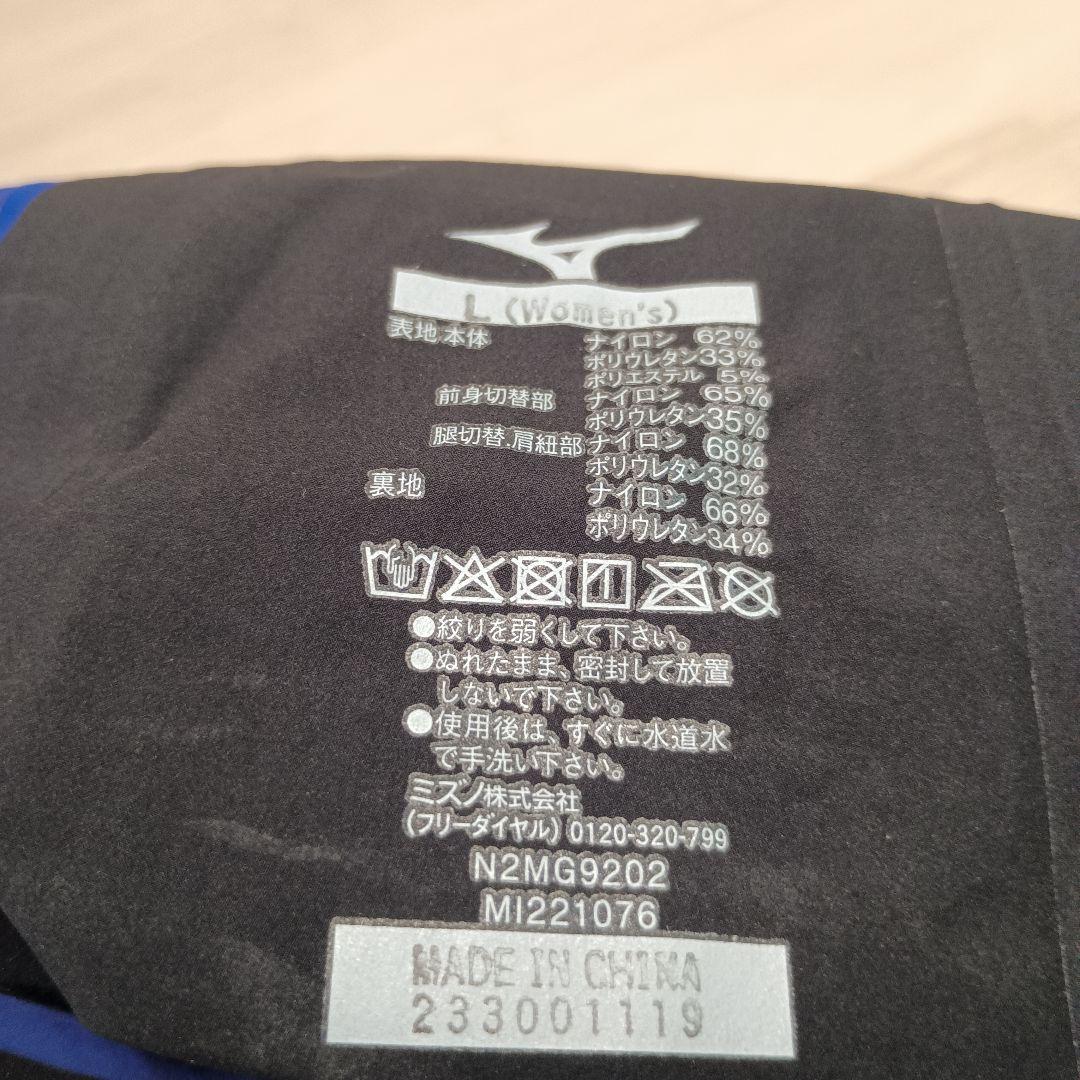 L (Women's)
表地 本体 ナイロン 62%
ポリウレタン33%
ポリエステル 5%
前身切替部 ナイロン 65%
ポリウレタン35%
腿切替.肩紐部 ナイロン 68%
ポリウレタン32%
裏地 ナイロン 66%
ポリウレタン34%
●絞りを弱くして下さい。
●ぬれたまま、密封して放置
しないで下さい。
●使用後は、すぐに水道水
で手洗い下さい。
ミズノ株式会社
(フリーダイヤル) 0120-320-799
N2MG9202
MI221076
MADE IN CHINA
233001119